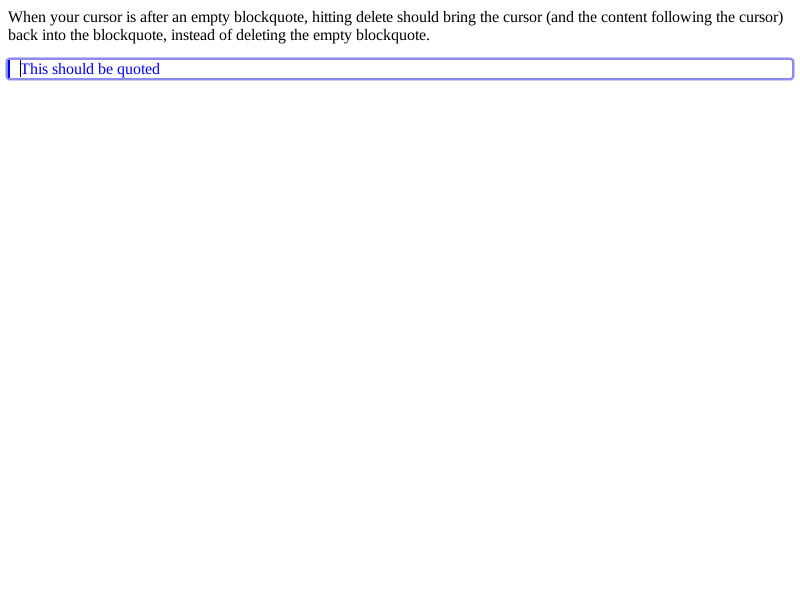 When your cursor is after an empty blockquote, hitting delete should bring the cursor (and the content following the cursor)
back into the blockquote, instead of deleting the empty blockquote.
This should be quoted